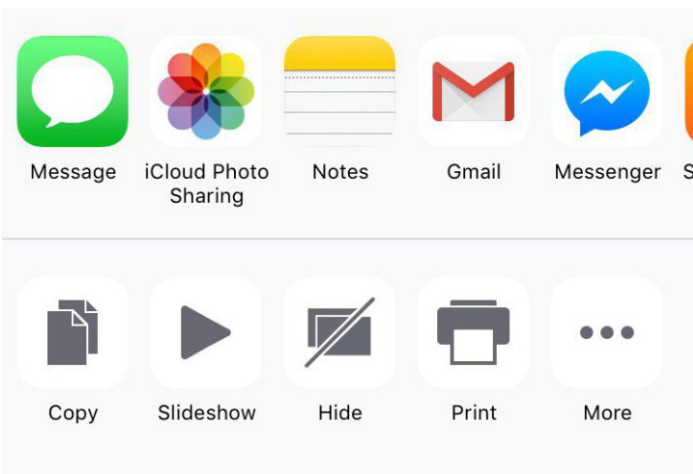 Message
iCloud Photo
Sharing
Notes
Gmail
Messenger
S
Copy
Slideshow
Hide
Print
More